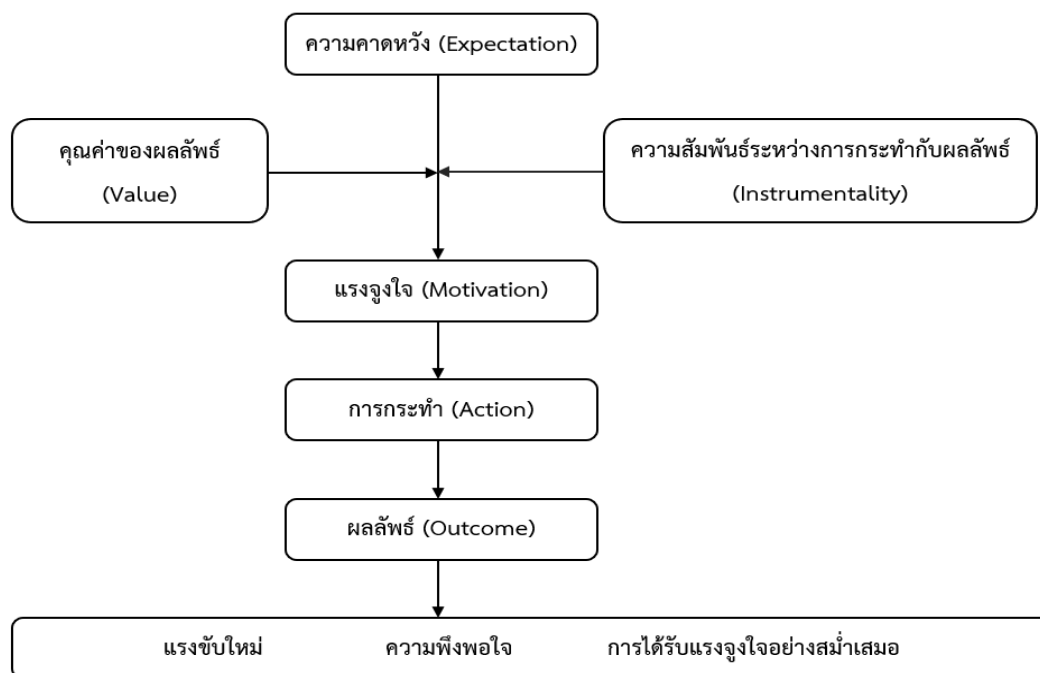 ความคาดหวัง (Expectation)
คุณค่าของผลลัพธ์
(Value)
ความสัมพันธ์ระหว่างการกระทำกับผลลัพธ์
(Instrumentality)
แรงจูงใจ (Motivation)
การกระทำ (Action)
ผลลัพธ์ (Outcome)
แรงขับใหม่ ความพึงพอใจ การได้รับแรงจูงใจอย่างสม่ำเสมอ